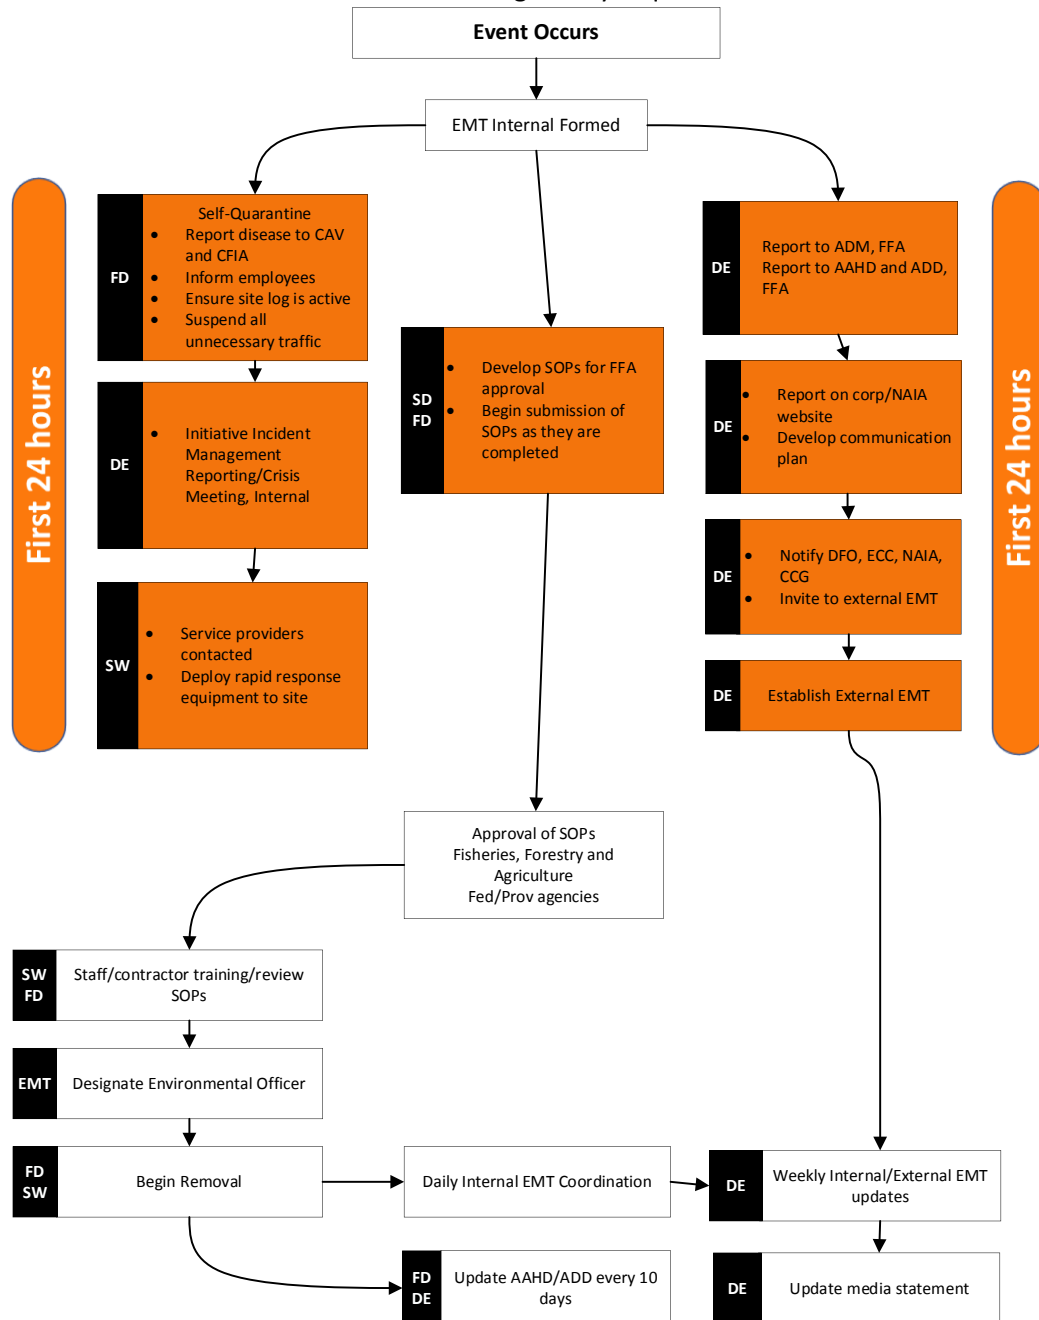 Event Occurs
EMT Internal Formed
First 24 hours
FD
Self-Quarantine
• Report disease to CAV
and CFIA
• Inform employees
• Ensure site log is active
• Suspend all
unnecessary traffic
DE
• Initiative Incident
Management
Reporting/Crisis
Meeting, Internal
SW
• Service providers
contacted
• Deploy rapid response
equipment to site
SD
FD
• Develop SOPs for FFA
approval
• Begin submission of
SOPs as they are
completed
DE
Report to ADM, FFA
Report to AAHD and ADD,
FFA
DE
• Report on corp/NAIA
website
• Develop communication
plan
DE
• Notify DFO, ECC, NAIA,
CCG
• Invite to external EMT
DE
Establish External EMT
First 24 hours
Approval of SOPs
Fisheries, Forestry and
Agriculture
Fed/Prov agencies
SW
FD
Staff/contractor training/review
SOPs
EMT
Designate Environmental Officer
FD
SW
Begin Removal
Daily Internal EMT Coordination
DE
Weekly Internal/External EMT
updates
FD
DE
Update AAHD/ADD every 10
days
DE
Update media statement